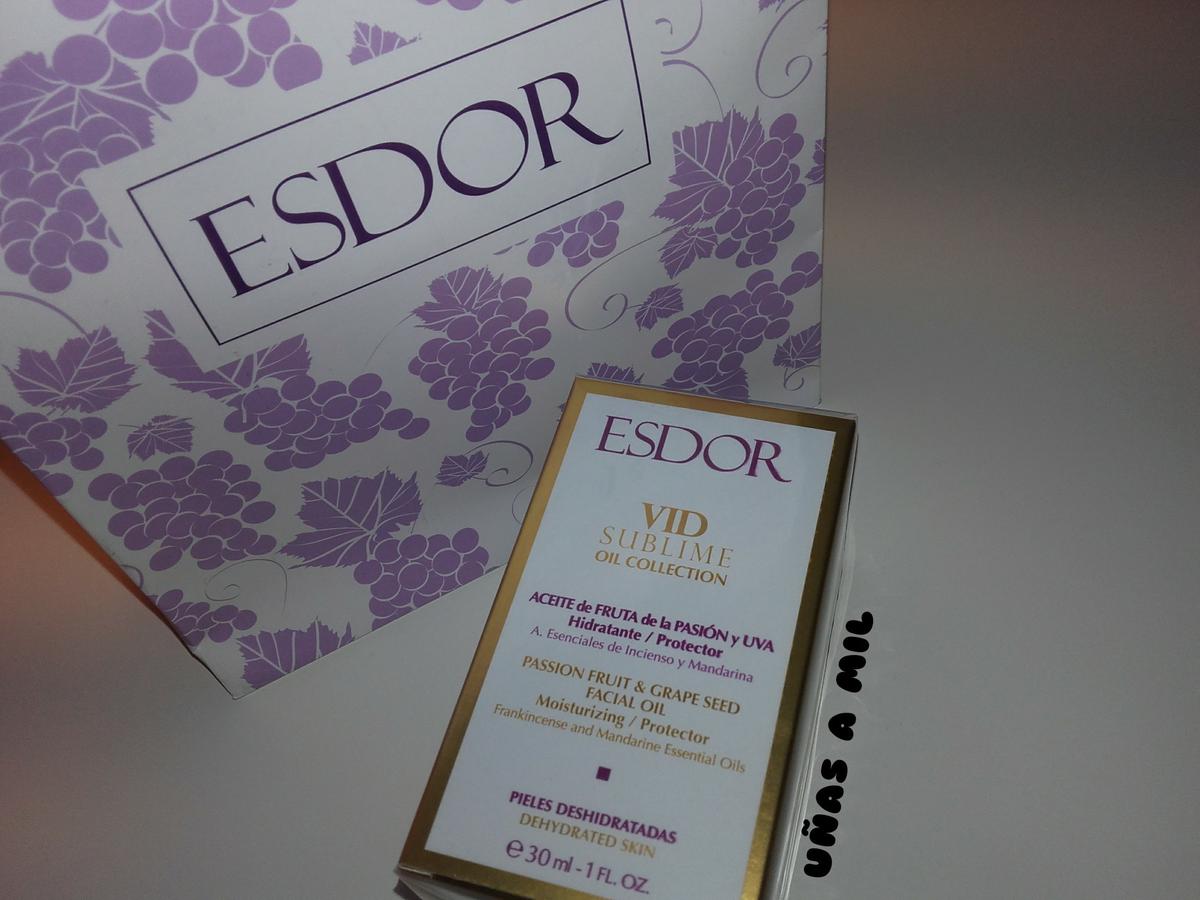 ESDOR
ESDOR
VID
SUBLIME
OIL COLLECTION
ACEITE de FRUTA de la PASIÓN y UVA
Hidratante / Protector
A. Esenciales de Incienso y Mandarina
PASSION FRUIT & GRAPE SEED
FACIAL OIL
Moisturizing / Protector
Frankincense and Mandarine Essential Oils
PIELES DESHIDRATADAS
DEHYDRATED SKIN
℮ 30 ml - 1 FL. OZ.
UÑAS A MIL